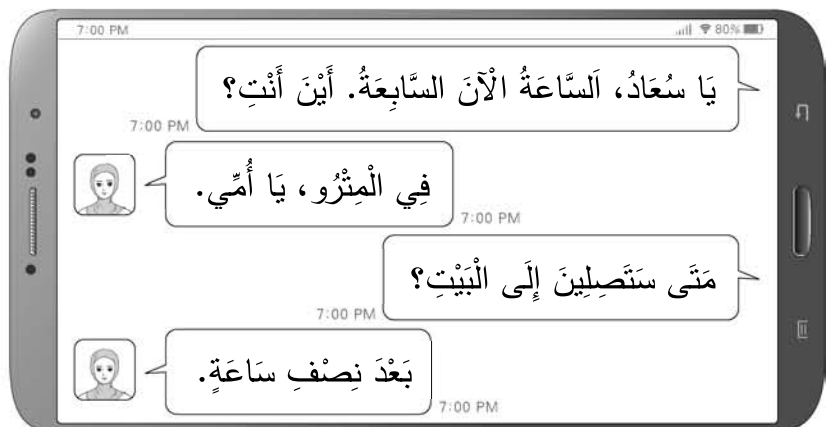 7:00 PM 80%
يَا سُعَادُ، اَلسَّاعَةُ الْآنَ السَّابِعَةُ. أَيْنَ أَنْتِ؟
7:00 PM
فِي الْمِتْرُو، يَا أُمِّي.
7:00 PM
مَتَى سَتَصِلِينَ إِلَى الْبَيْتِ؟
7:00 PM
بَعْدَ نِصْفِ سَاعَةٍ.
7:00 PM